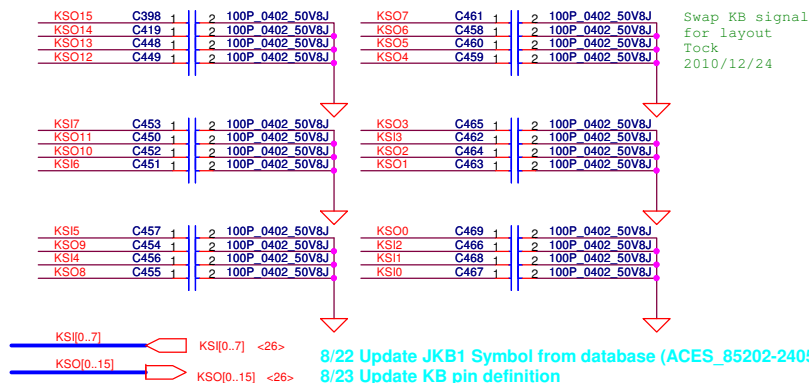 KSO15 C398 1 2 100P_0402_50V8J
KSO14 C419 1 2 100P_0402_50V8J
KSO13 C448 1 2 100P_0402_50V8J
KSO12 C449 1 2 100P_0402_50V8J
KSO7 C461 1 2 100P_0402_50V8J
KSO6 C458 1 2 100P_0402_50V8J
KSO5 C460 1 2 100P_0402_50V8J
KSO4 C459 1 2 100P_0402_50V8J
Swap KB signal
for layout
Tock
2010/12/24
KSI7 C453 1 2 100P_0402_50V8J
KSO11 C450 1 2 100P_0402_50V8J
KSO10 C452 1 2 100P_0402_50V8J
KSI6 C451 1 2 100P_0402_50V8J
KSO3 C465 1 2 100P_0402_50V8J
KSI3 C462 1 2 100P_0402_50V8J
KSO2 C464 1 2 100P_0402_50V8J
KSO1 C463 1 2 100P_0402_50V8J
KSI5 C457 1 2 100P_0402_50V8J
KSO9 C454 1 2 100P_0402_50V8J
KSI4 C456 1 2 100P_0402_50V8J
KSO8 C455 1 2 100P_0402_50V8J
KSO0 C469 1 2 100P_0402_50V8J
KSI2 C466 1 2 100P_0402_50V8J
KSI1 C468 1 2 100P_0402_50V8J
KSI0 C467 1 2 100P_0402_50V8J
KSI[0..7] KSI[0..7] <26>
KSO[0..15] KSO[0..15] <26>
8/22 Update JKB1 Symbol from database (ACES_85202-2405
8/23 Update KB pin definition